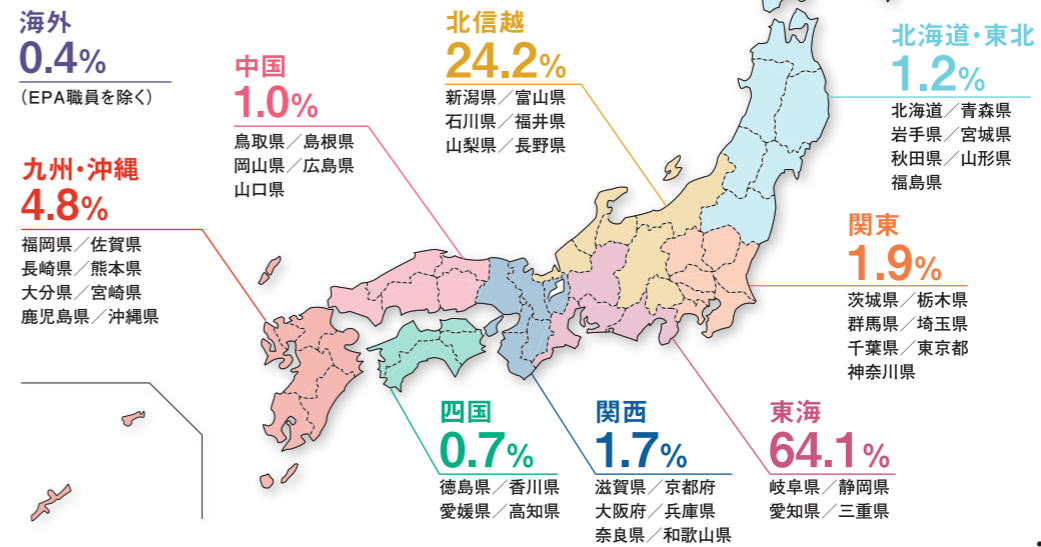 海外
0.4%
（EPA職員を除く）
北信越
24.2%
新潟県／富山県
石川県／福井県
山梨県／長野県
北海道・東北
1.2%
北海道／青森県
岩手県／宮城県
秋田県／山形県
福島県
中国
1.0%
鳥取県／島根県
岡山県／広島県
山口県
九州・沖縄
4.8%
福岡県／佐賀県
長崎県／熊本県
大分県／宮崎県
鹿児島県／沖縄県
関東
1.9%
茨城県／栃木県
群馬県／埼玉県
千葉県／東京都
神奈川県
四国
0.7%
徳島県／香川県
愛媛県／高知県
関西
1.7%
滋賀県／京都府
大阪府／兵庫県
奈良県／和歌山県
東海
64.1%
岐阜県／静岡県
愛知県／三重県